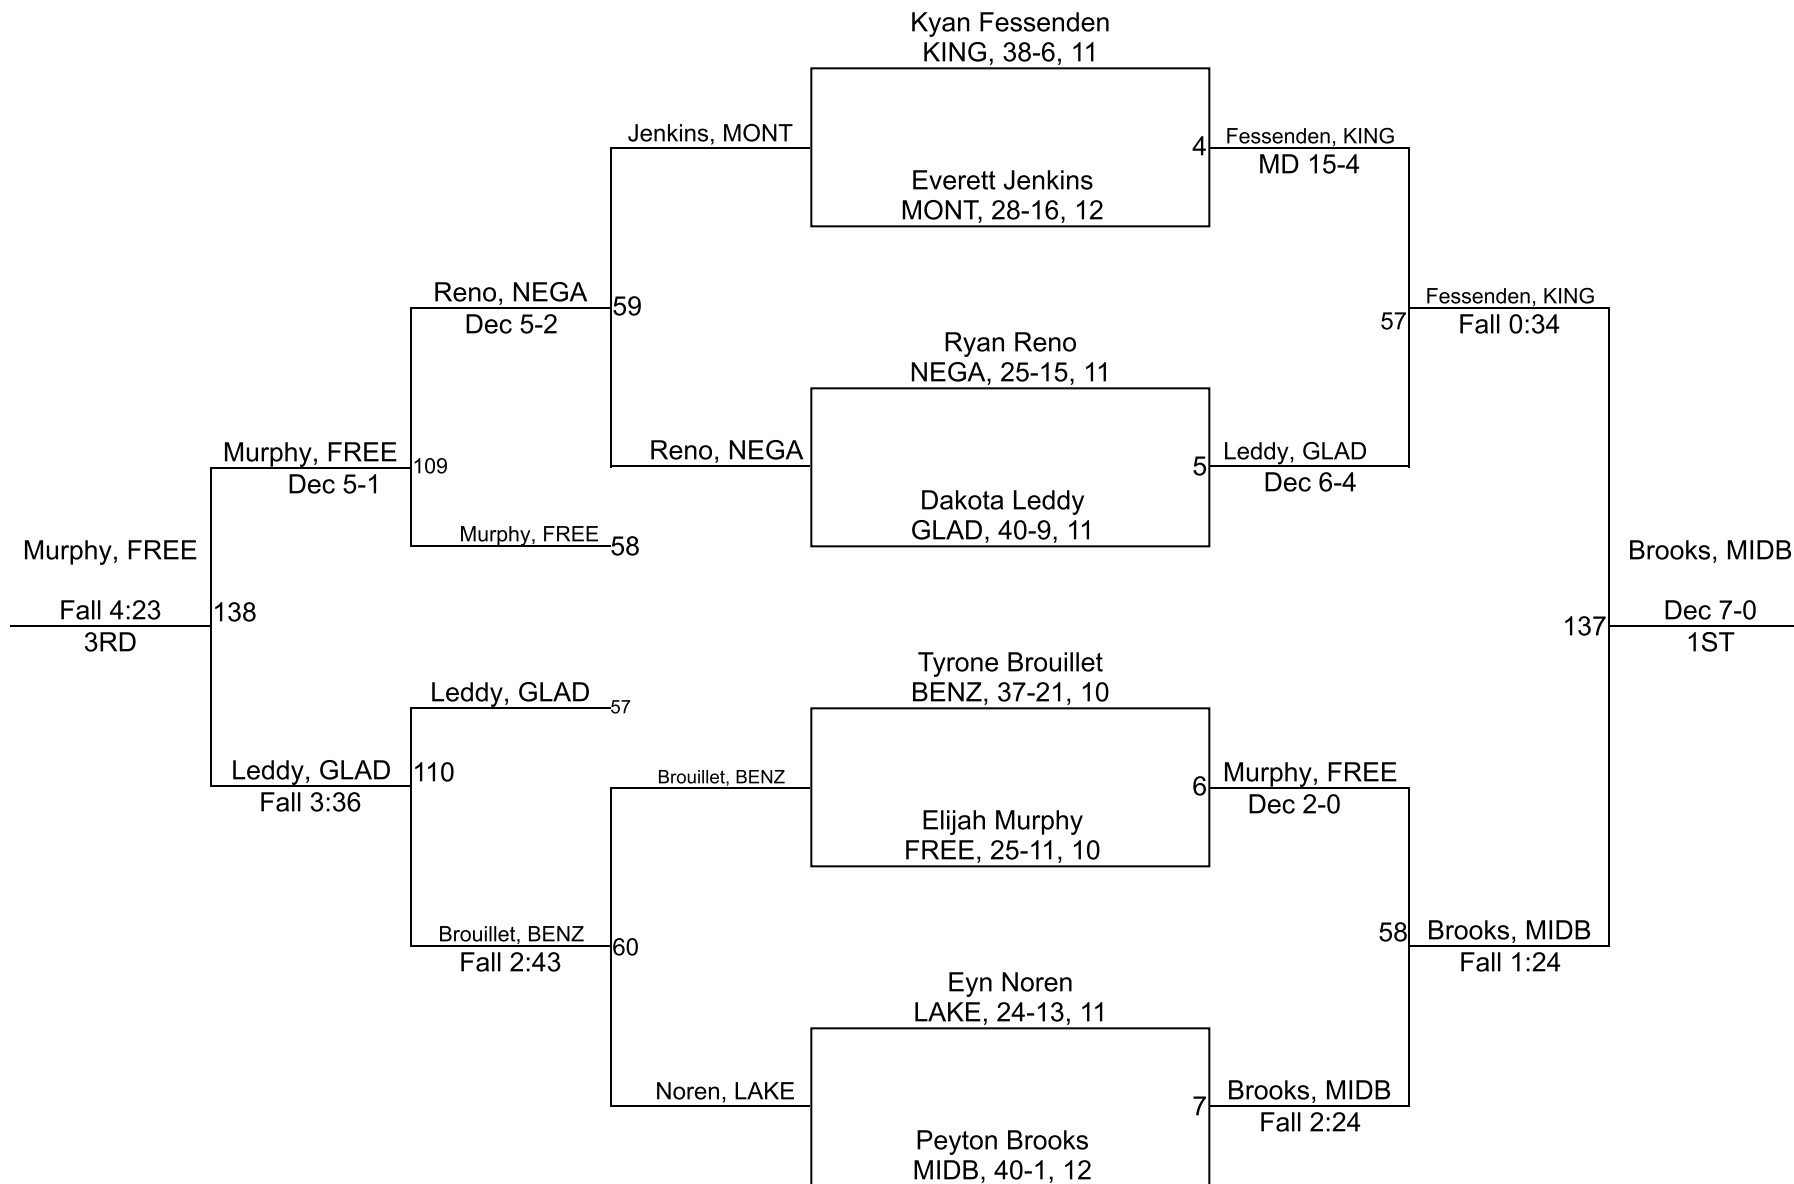 Kyan Fessenden
KING, 38-6, 11
Jenkins, MONT
4
Fessenden, KING
MD 15-4
Everett Jenkins
MONT, 28-16, 12
Reno, NEGA
Dec 5-2
59
Fessenden, KING
57
Fall 0:34
Ryan Reno
NEGA, 25-15, 11
Murphy, FREE
Dec 5-1
109
Reno, NEGA
5
Leddy, GLAD
Dec 6-4
Dakota Leddy
GLAD, 40-9, 11
Murphy, FREE
58
Murphy, FREE
Fall 4:23
3RD
138
Brooks, MIDB
137
Dec 7-0
1ST
Tyrone Brouillet
BENZ, 37-21, 10
Leddy, GLAD
57
Leddy, GLAD
Fall 3:36
110
Brouillet, BENZ
6
Murphy, FREE
Dec 2-0
Elijah Murphy
FREE, 25-11, 10
Brouillet, BENZ
Fall 2:43
60
58
Brooks, MIDB
Fall 1:24
Eyn Noren
LAKE, 24-13, 11
Noren, LAKE
7
Brooks, MIDB
Fall 2:24
Peyton Brooks
MIDB, 40-1, 12